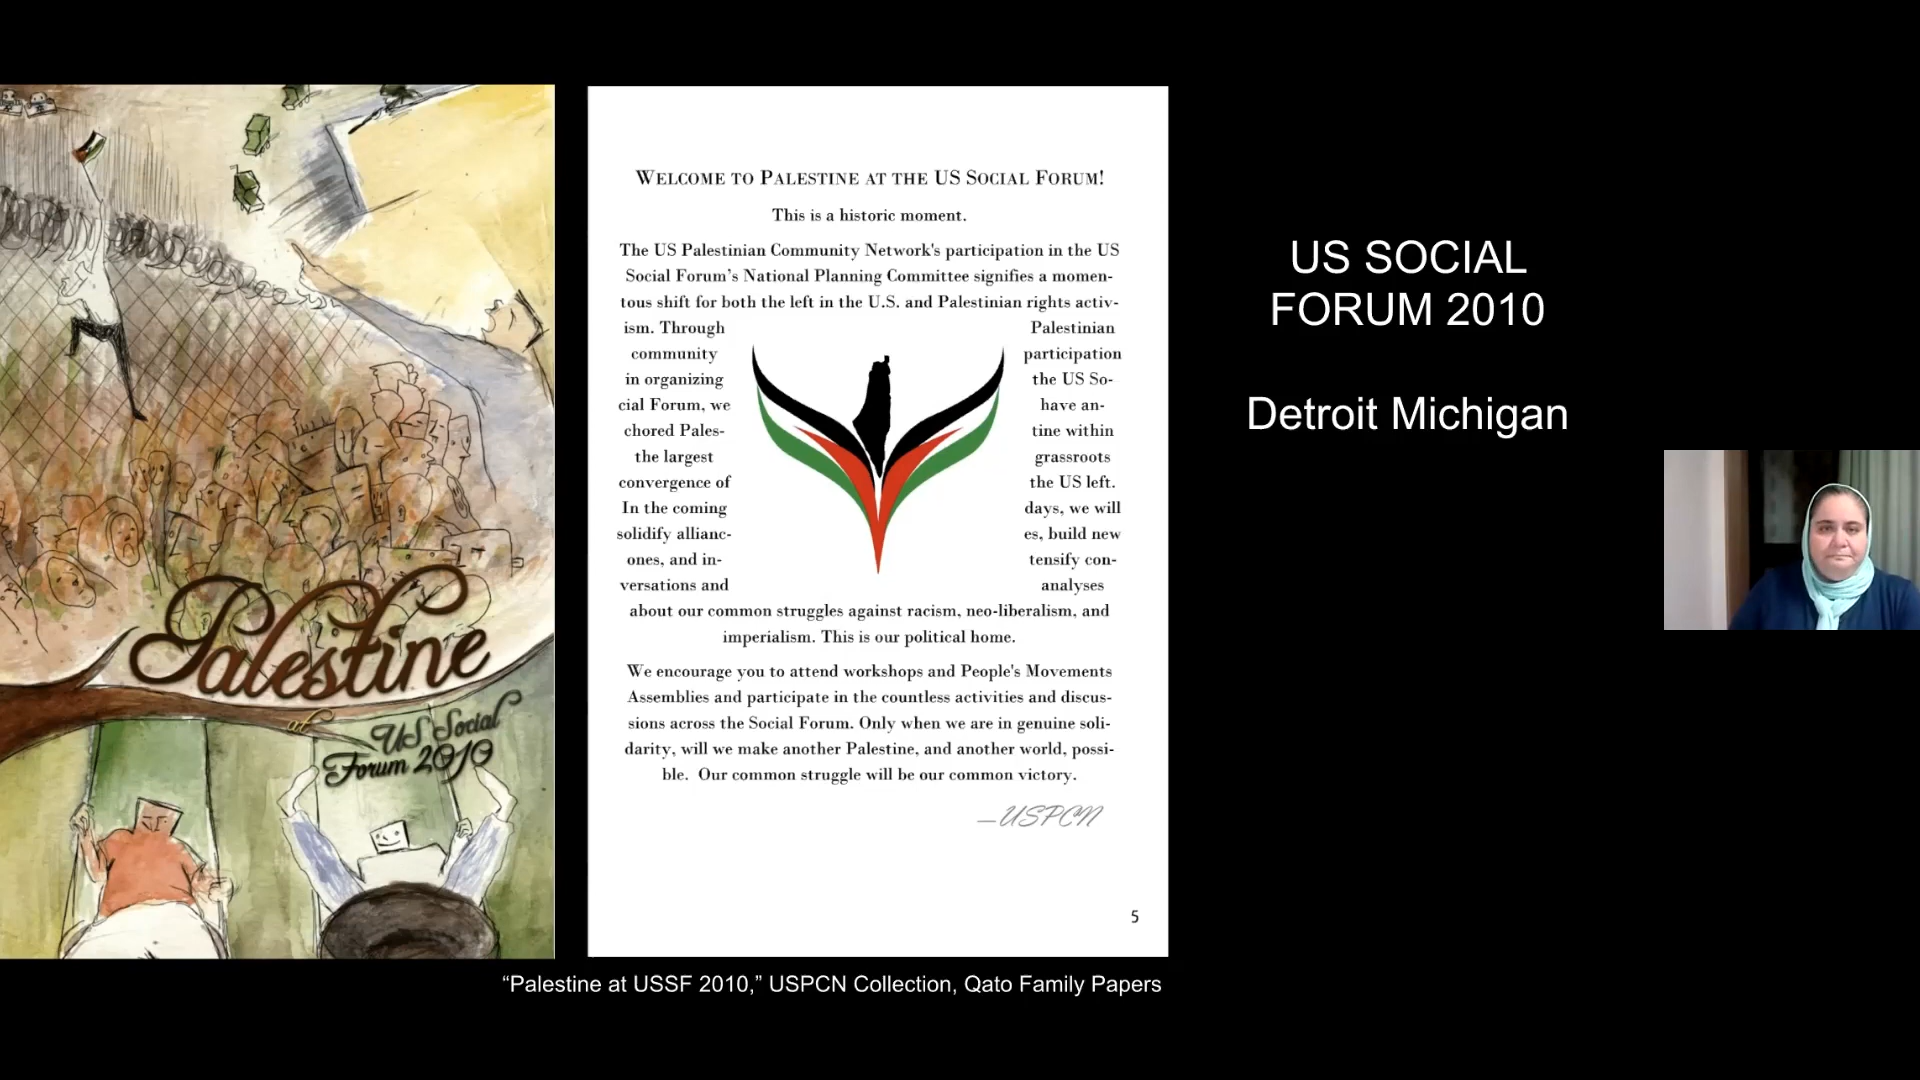 Palestine
at US Social
Forum 2010
WELCOME TO PALESTINE AT THE US SOCIAL FORUM!
This is a historic moment.
The US Palestinian Community Network's participation in the US
Social Forum's National Planning Committee signifies a momen-
tous shift for both the left in the U.S. and Palestinian rights activ-
ism. Through Palestinian
community participation
in organizing the US So-
cial Forum, we have an-
chored Pales- tine within
the largest grassroots
convergence of the US left.
In the coming days, we will
solidify allianc- es, build new
ones, and in- tensify con-
versations and analyses
about our common struggles against racism, neo-liberalism, and
imperialism. This is our political home.
We encourage you to attend workshops and People's Movements
Assemblies and participate in the countless activities and discus-
sions across the Social Forum. Only when we are in genuine soli-
darity, will we make another Palestine, and another world, possi-
ble. Our common struggle will be our common victory.
—USPCN
5
“Palestine at USSF 2010,” USPCN Collection, Qato Family Papers
US SOCIAL
FORUM 2010
Detroit Michigan